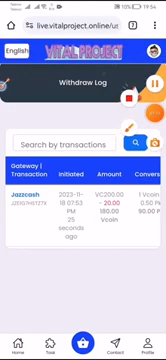 19:54
live.vitalproject.online/us
English
VITAL PROJECT
Withdraw Log
Search by transactions
Gateway |
Transaction
Initiated
Amount
Convers
Jazzcash
2023-11-
18 07:53
PM
25
seconds
ago
VC200.00
- 20.00
180.00
Vcoin
1 Vcoin
0.50 P
90.00 P
Home
Task
Contact
Profile